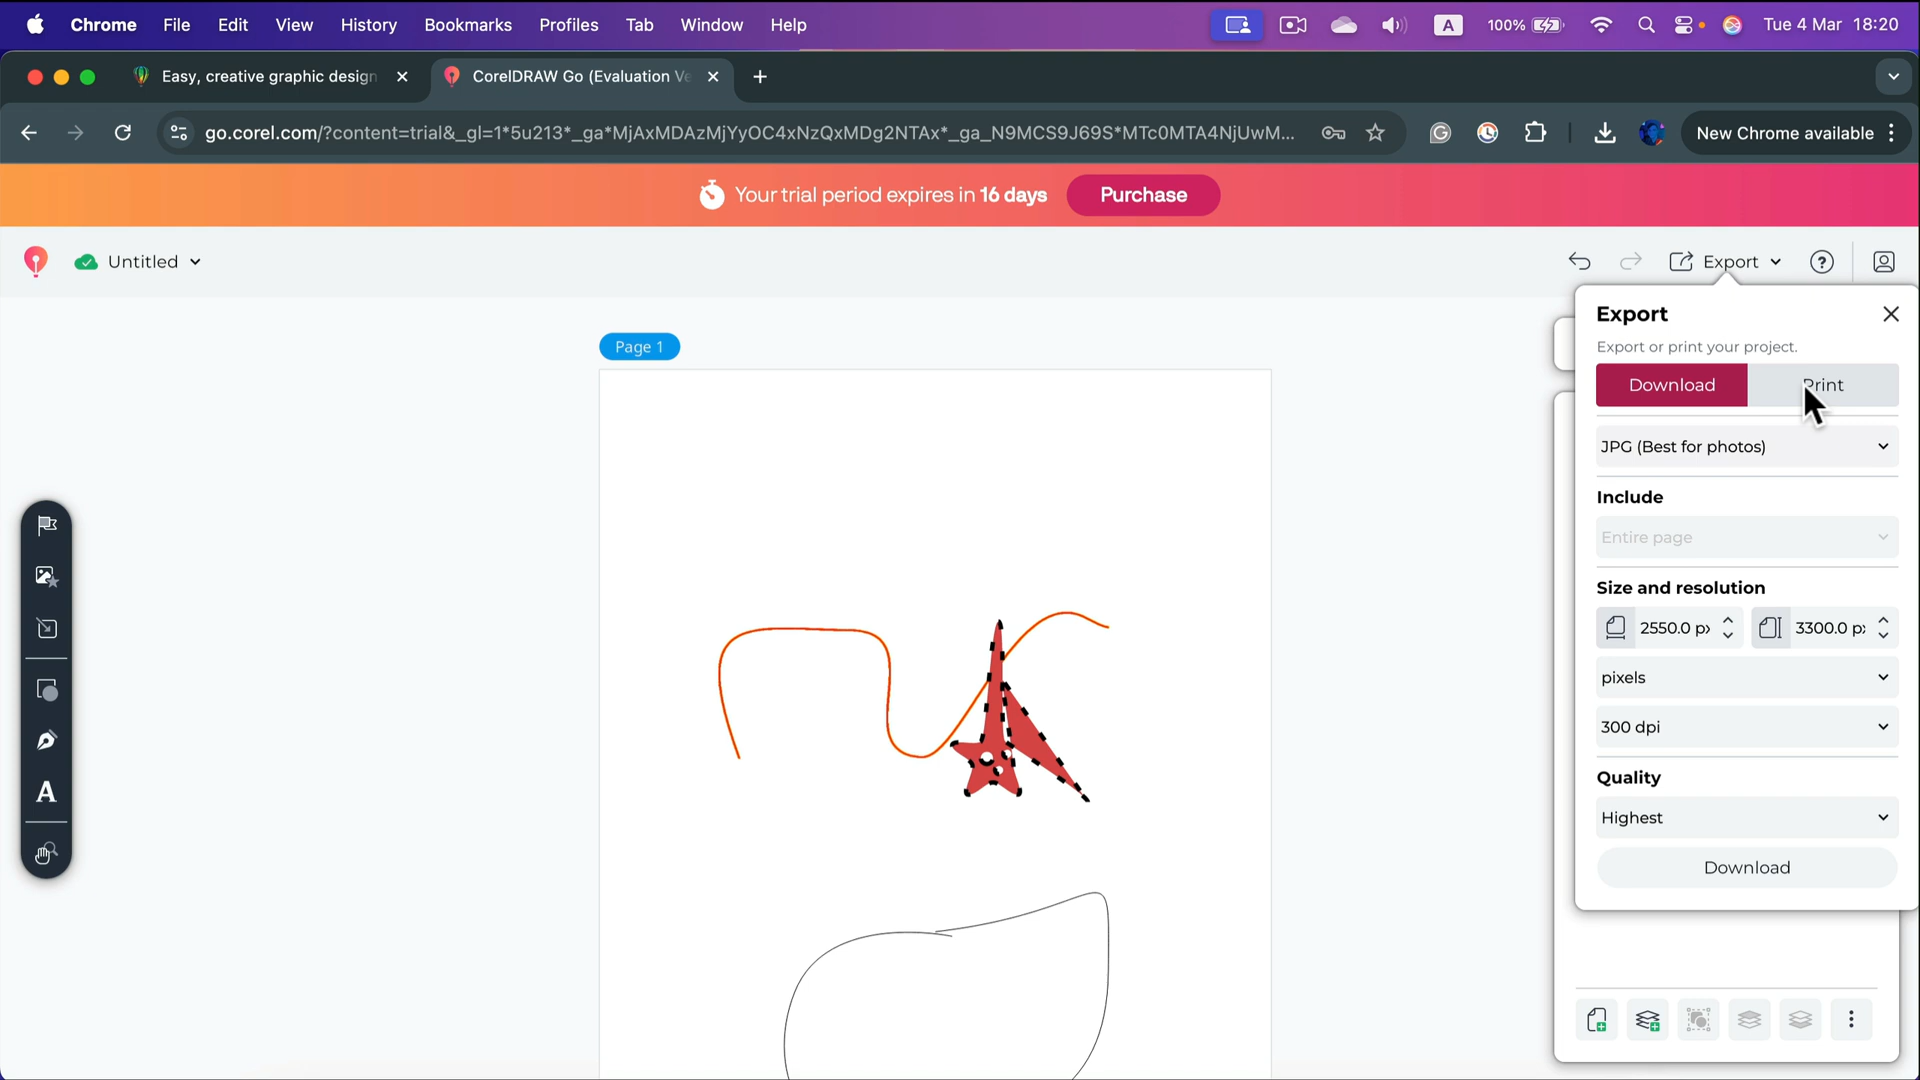 Chrome File Edit View History Bookmarks Profiles Tab Window Help A 100% Tue 4 Mar 18:20
Easy, creative graphic design CorelDRAW Go (Evaluation Ve
go.corel.com/?content=trial&_gl=1*5u213*_ga*MjAxMDAzMjYyOC4xNzQxMDg2NTAx*_ga_N9MCS9J69S*MTc0MTA4NjUwM... New Chrome available
Your trial period expires in 16 days Purchase
Untitled Export
Export
Page 1
Export or print your project.
Download Print
JPG (Best for photos)
Include
Entire page
Size and resolution
2550.0 px 3300.0 px
pixels
300 dpi
Quality
A
Highest
Download